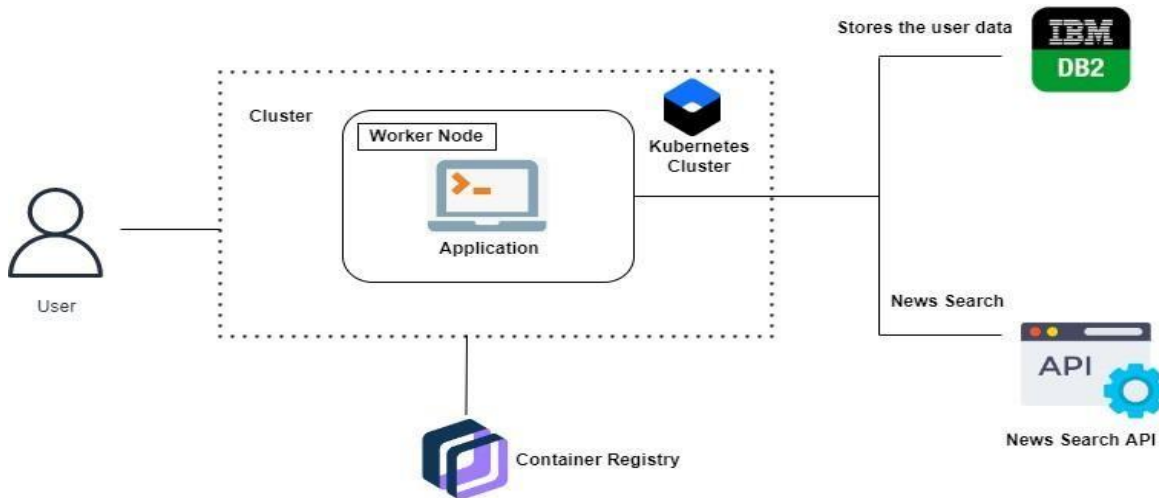 Stores the user data
IBM
DB2
Cluster
Worker Node
Kubernetes
Cluster
Application
User
News Search
API
News Search API
Container Registry